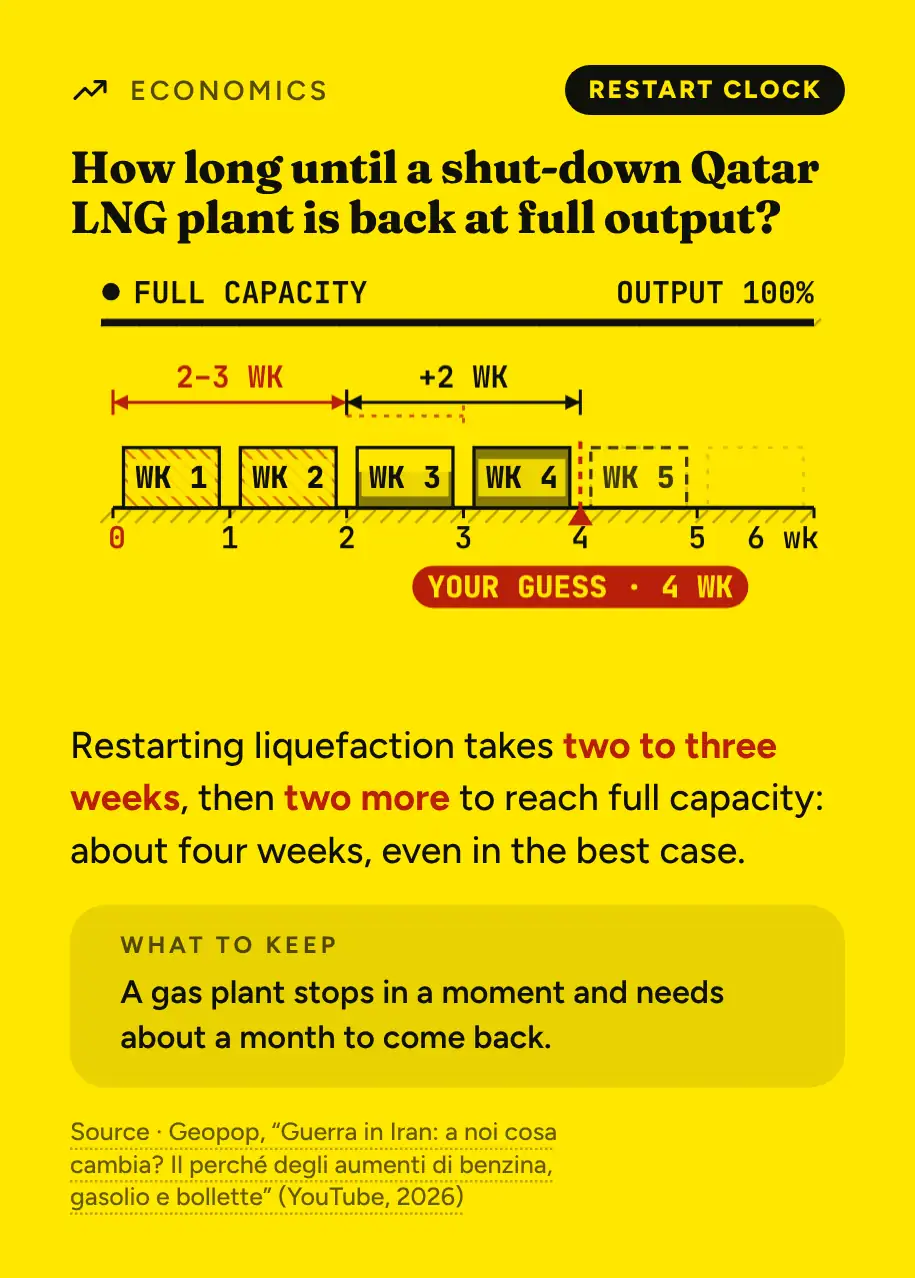 ECONOMICS
RESTART CLOCK
How long until a shut-down Qatar
LNG plant is back at full output?
FULL CAPACITY
OUTPUT 100%
2–3 WK
+2 WK
WK 1
WK 2
WK 3
WK 4
WK 5
0
1
2
3
4
5
6 wk
YOUR GUESS · 4 WK
Restarting liquefaction takes two to three
weeks, then two more to reach full capacity:
about four weeks, even in the best case.
WHAT TO KEEP
A gas plant stops in a moment and needs
about a month to come back.
Source · Geopop, “Guerra in Iran: a noi cosa
cambia? Il perché degli aumenti di benzina,
gasolio e bollette” (YouTube, 2026)